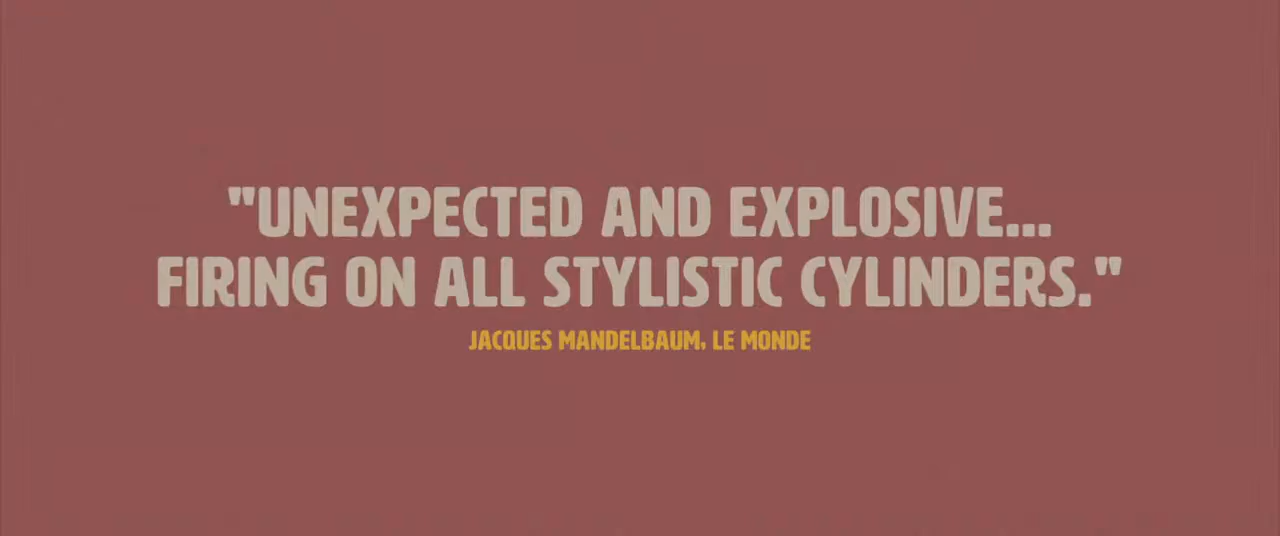 "UNEXPECTED AND EXPLOSIVE...
FIRING ON ALL STYLISTIC CYLINDERS."
JACQUES MANDELBAUM, LE MONDE